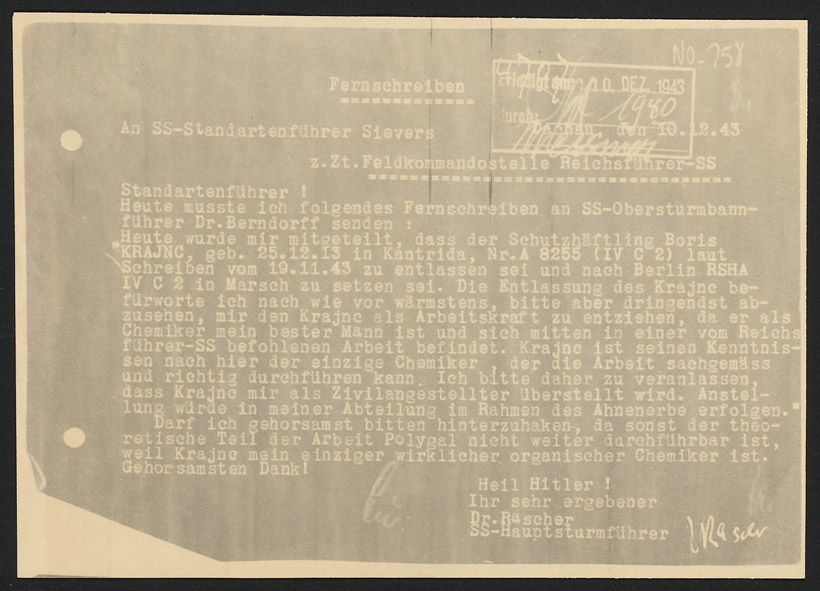 No. 758
Fernschreiben
10. DEZ. 1943
durch:
1980
An SS-Standartenführer Sievers
Dachau, den 10.12.43
z.Zt.Feldkommandostelle Reichsführer-SS
Standartenführer !
Heute musste ich folgendes Fernschreiben an SS-Obersturmbann-
führer Dr.Berndorff senden :
Heute wurde mir mitgeteilt, dass der Schutzhäftling Boris
"KRAJNC, geb. 25.12.13 in Kantrida, Nr.A 8255 (IV C 2) laut
Schreiben vom 19.11.43 zu entlassen sei und nach Berlin RSHA
IV C 2 in Marsch zu setzen sei. Die Entlassung des Krajnc be-
fürworte ich nach wie vor wärmstens, bitte aber dringendst ab-
zusehen, mir den Krajnc als Arbeitskraft zu entziehen, da er als
Chemiker mein bester Mann ist und sich mitten in einer vom Reichs
führer-SS befohlenen Arbeit befindet. Krajnc ist seinen Kenntnis-
sen nach hier der einzige Chemiker , der die Arbeit sachgemäss
und richtig durchführen kann. Ich bitte daher zu veranlassen,
dass Krajnc mir als Zivilangestellter überstellt wird. Anstel-
lung würde in meiner Abteilung im Rahmen des Ahnenerbe erfolgen."
Darf ich gehorsamst bitten hinterzuhaken, da sonst der theo-
retische Teil der Arbeit Polygal nicht weiter durchführbar ist,
weil Krajnc mein einziger wirklicher organischer Chemiker ist.
Gehorsamsten Dank!
Heil Hitler !
Ihr sehr ergebener
Dr.Rascher
SS-Hauptsturmführer
Rascher